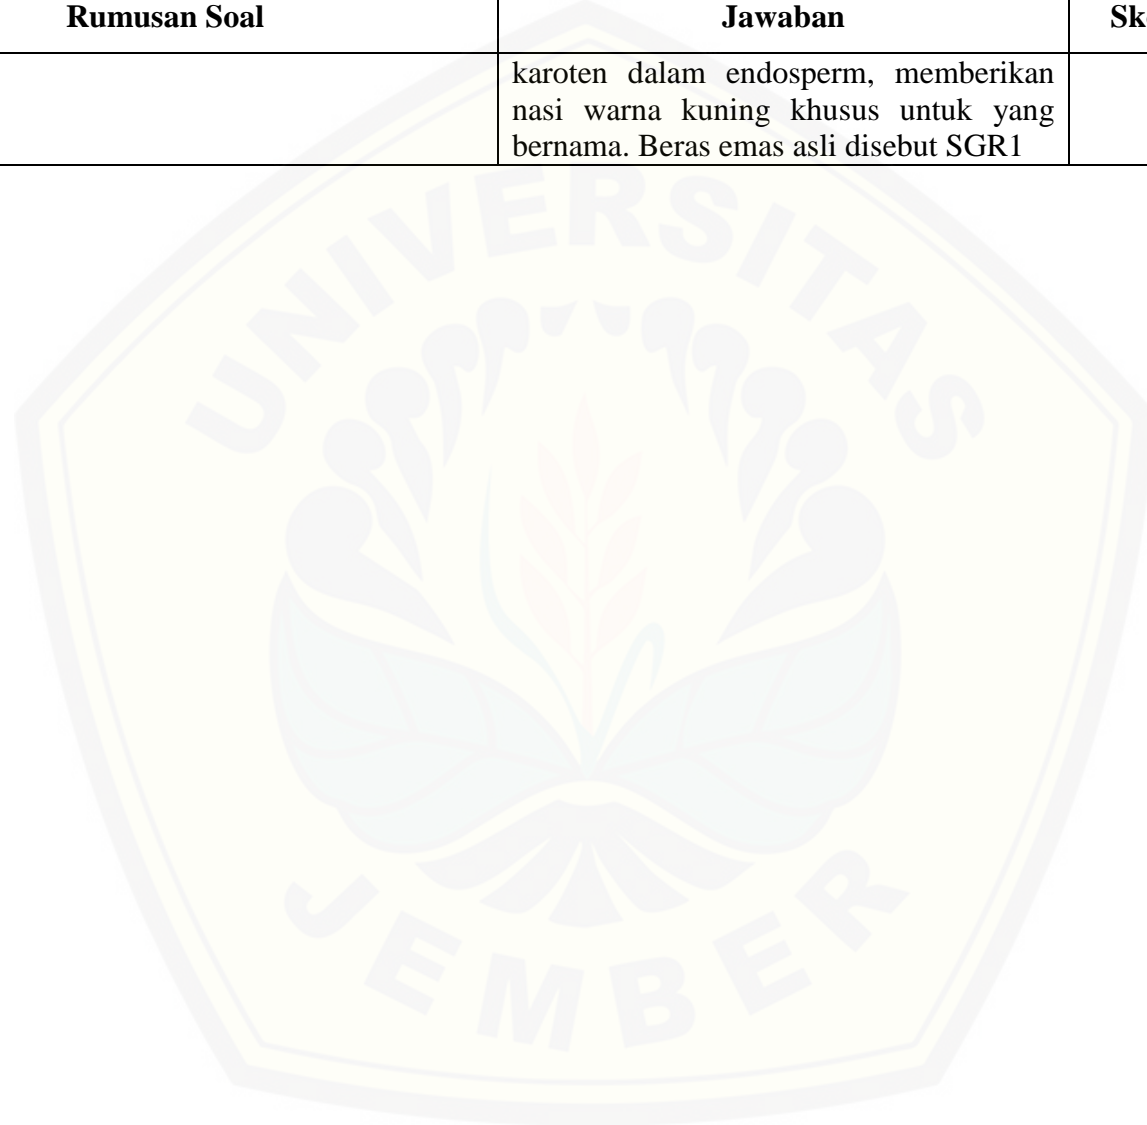 Rumusan Soal Jawaban
karoten dalam endosperm, memberikan
nasi warna kuning khusus untuk yang
bernama. Beras emas asli disebut SGR1
UNIVERSITAS
JEMBER